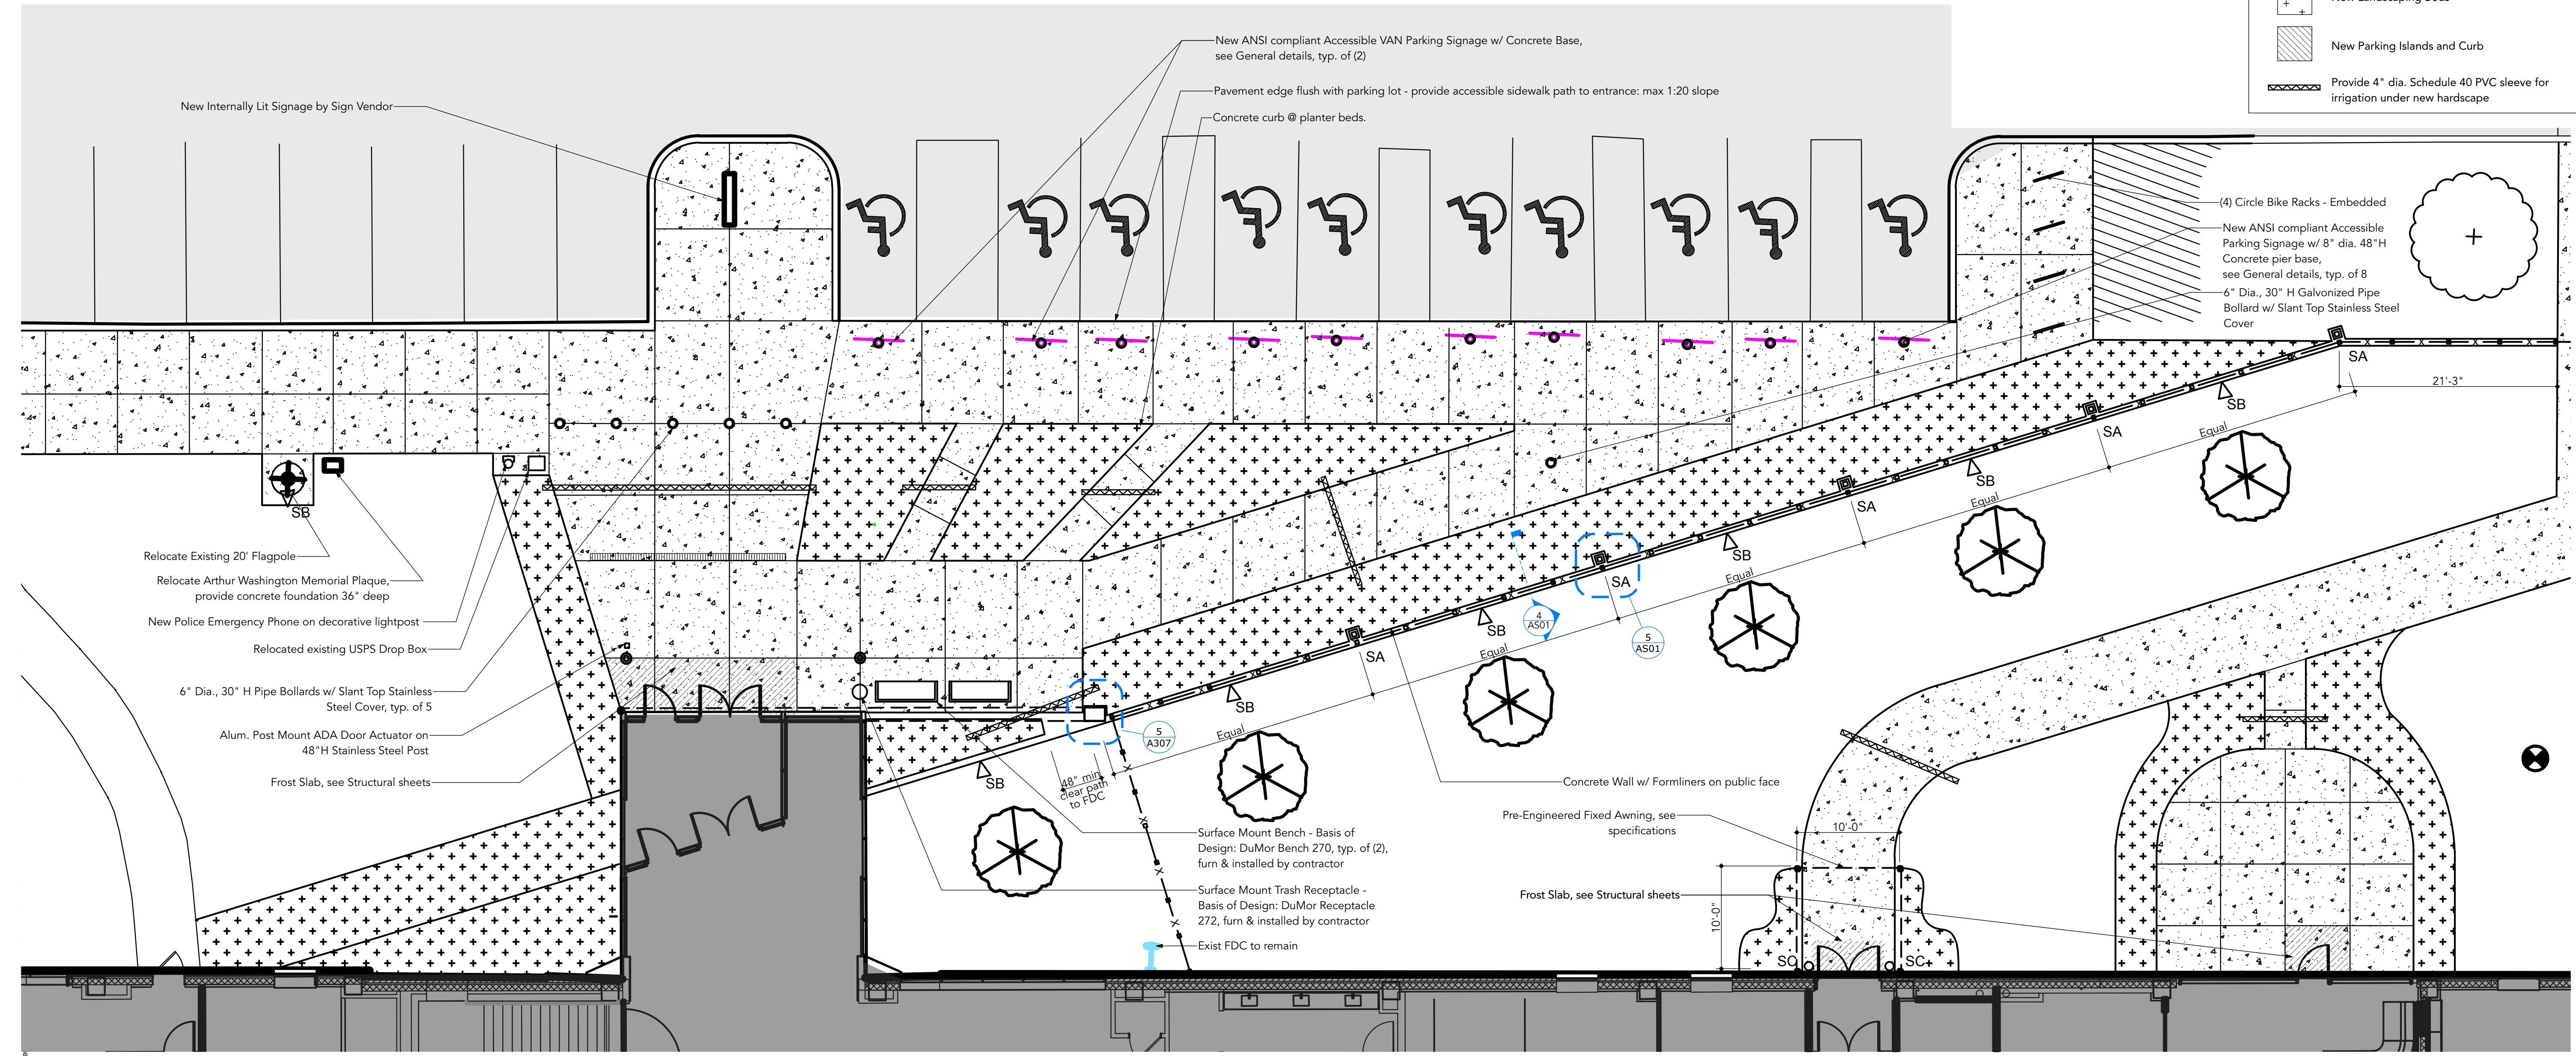 New Landscaping Beds
New Parking Islands and Curb
Provide 4" dia. Schedule 40 PVC sleeve for
irrigation under new hardscape
New ANSI compliant Accessible VAN Parking Signage w/ Concrete Base,
see General details, typ. of (2)
Pavement edge flush with parking lot - provide accessible sidewalk path to entrance: max 1:20 slope
Concrete curb @ planter beds.
New Internally Lit Signage by Sign Vendor
(4) Circle Bike Racks - Embedded
New ANSI compliant Accessible
Parking Signage w/ 8" dia. 48"H
Concrete pier base,
see General details, typ. of 8
6" Dia., 30" H Galvonized Pipe
Bollard w/ Slant Top Stainless Steel
Cover
SA
21'-3"
SB
SA
Equal
SB
SA
Equal
SB
SA
Equal
SB
SA
Equal
SB
Equal
SB
SB
4
AS01
5
AS01
5
A307
Relocate Existing 20' Flagpole
Relocate Arthur Washington Memorial Plaque,
provide concrete foundation 36" deep
New Police Emergency Phone on decorative lightpost
Relocated existing USPS Drop Box
6" Dia., 30" H Pipe Bollards w/ Slant Top Stainless
Steel Cover, typ. of 5
Alum. Post Mount ADA Door Actuator on
48"H Stainless Steel Post
Frost Slab, see Structural sheets
48" min
clear path
to FDC
Surface Mount Bench - Basis of
Design: DuMor Bench 270, typ. of (2),
furn & installed by contractor
Surface Mount Trash Receptacle -
Basis of Design: DuMor Receptacle
272, furn & installed by contractor
Exist FDC to remain
Concrete Wall w/ Formliners on public face
Pre-Engineered Fixed Awning, see
specifications
10'-0"
Frost Slab, see Structural sheets
10'-0"
SC
SC